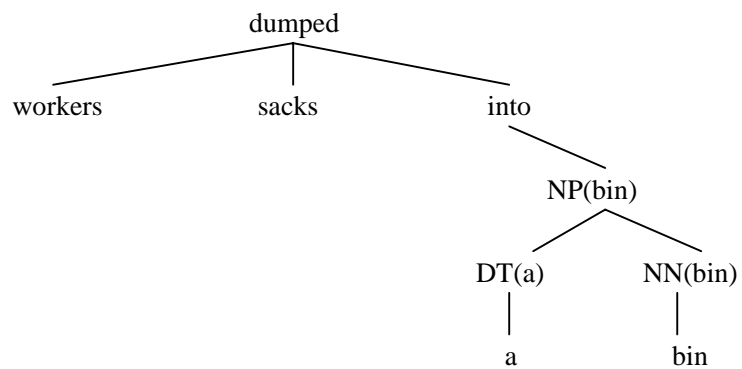 dumped
workers sacks into
NP(bin)
DT(a) NN(bin)
a bin